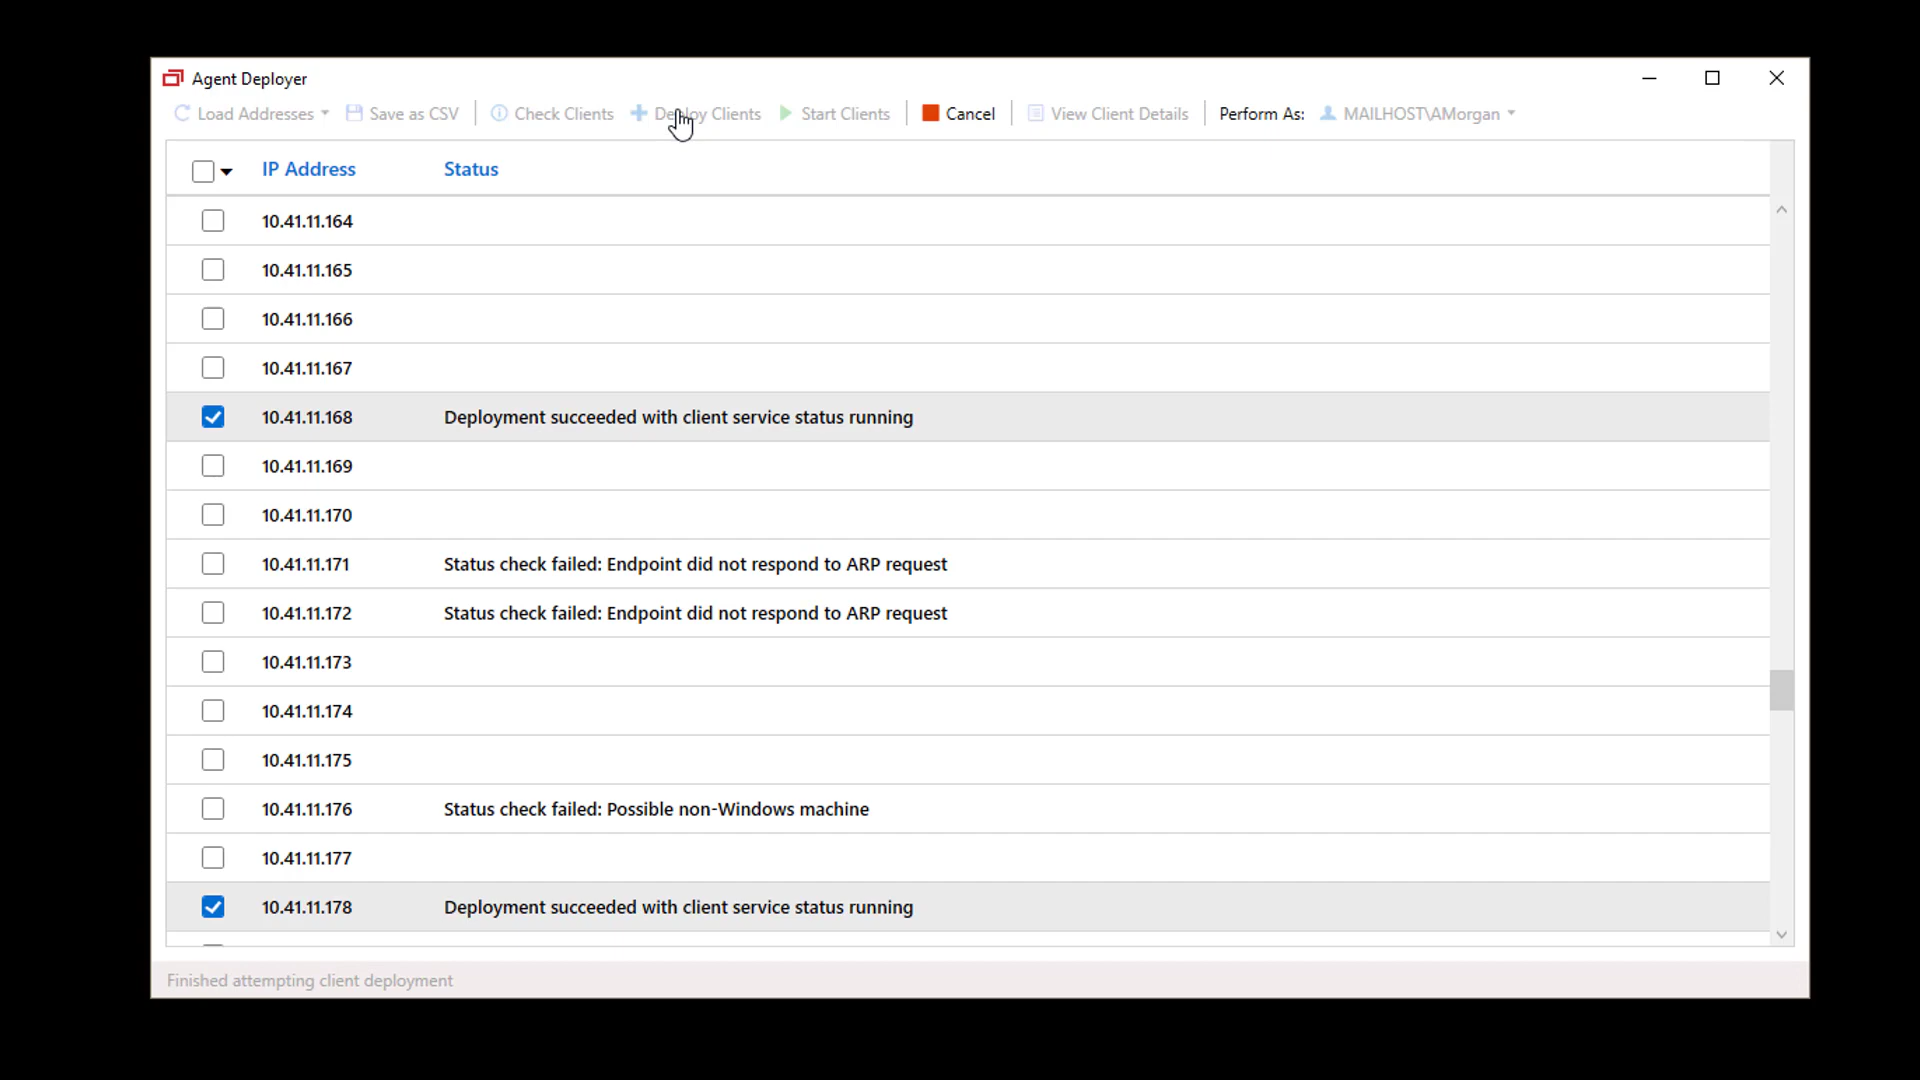 Agent Deployer
Load Addresses Save as CSV Check Clients Deploy Clients Start Clients Cancel View Client Details Perform As: MAILHOST\AMorgan
IP Address Status
10.41.11.164
10.41.11.165
10.41.11.166
10.41.11.167
10.41.11.168 Deployment succeeded with client service status running
10.41.11.169
10.41.11.170
10.41.11.171 Status check failed: Endpoint did not respond to ARP request
10.41.11.172 Status check failed: Endpoint did not respond to ARP request
10.41.11.173
10.41.11.174
10.41.11.175
10.41.11.176 Status check failed: Possible non-Windows machine
10.41.11.177
10.41.11.178 Deployment succeeded with client service status running
Finished attempting client deployment